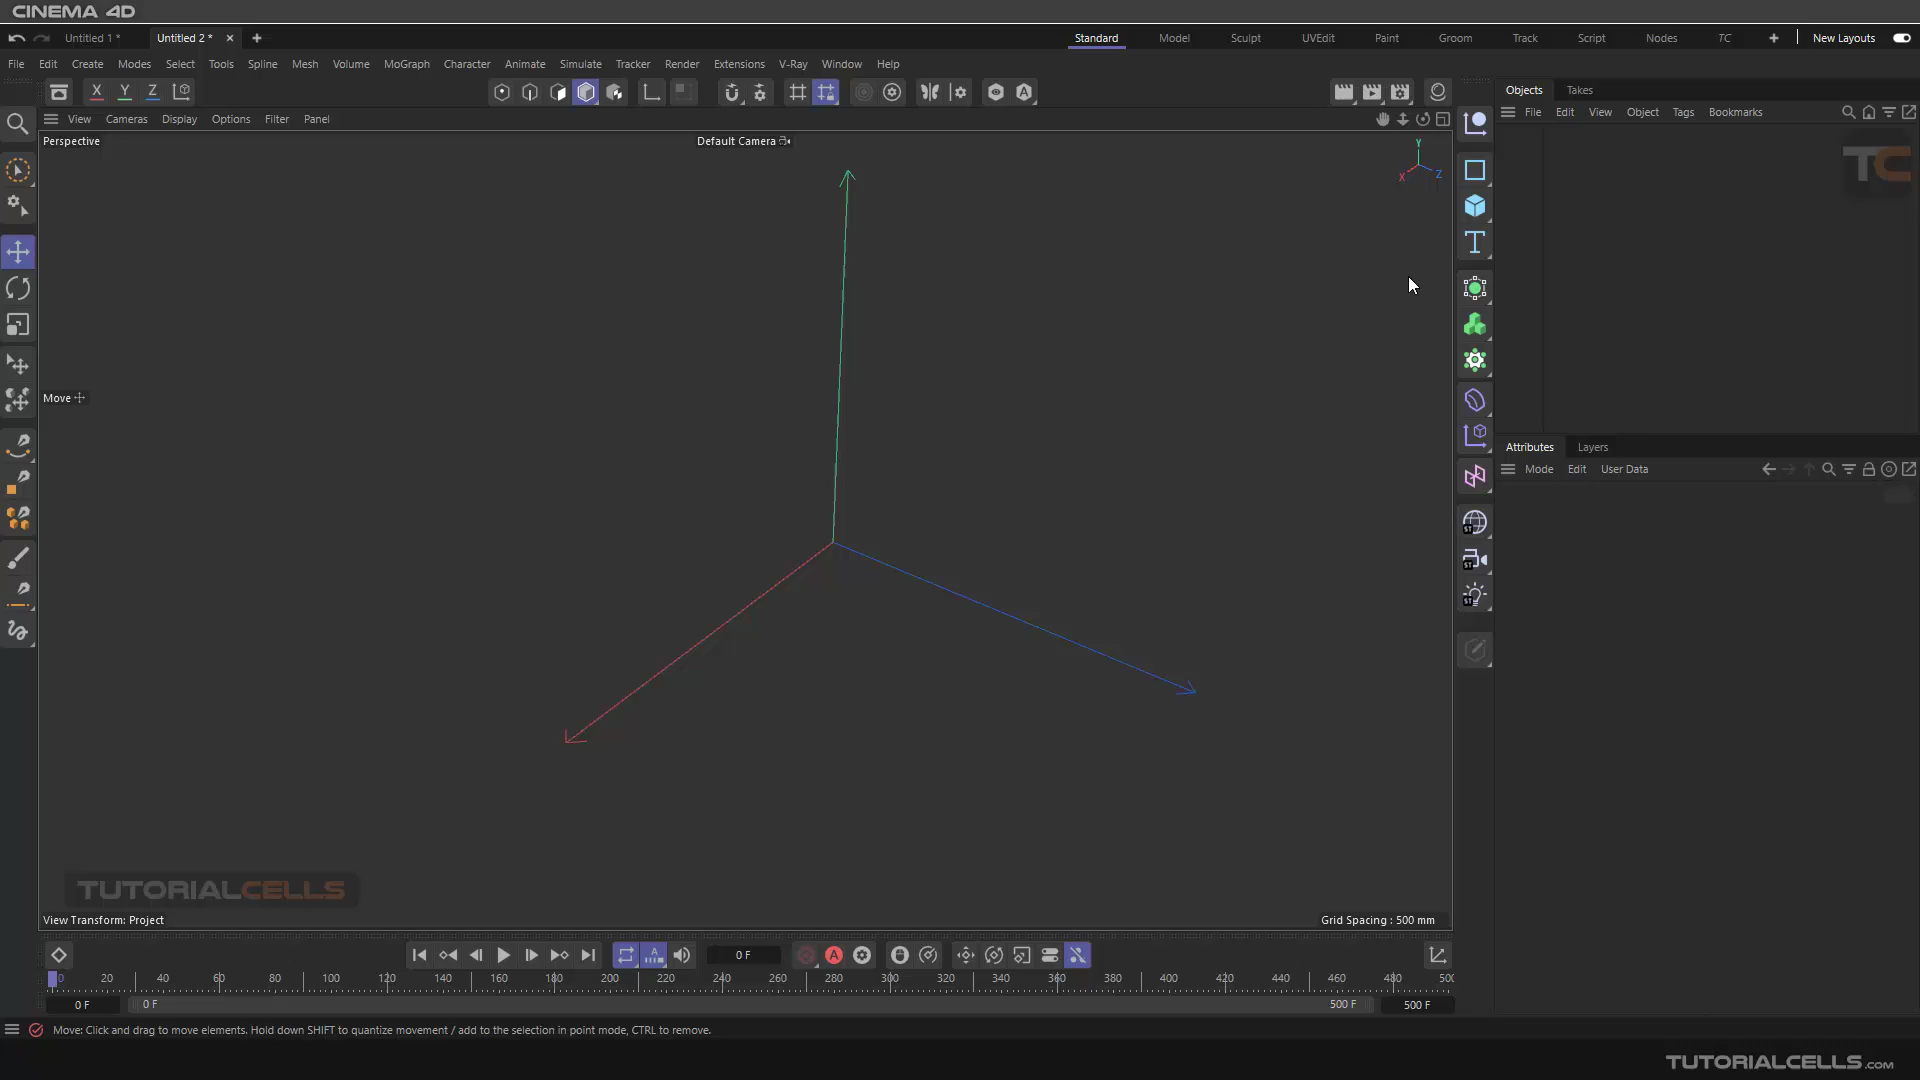 CINEMA 4D
Untitled 1 *
Untitled 2 *
Standard
Model
Sculpt
UVEdit
Paint
Groom
Track
Script
Nodes
TC
New Layouts
File Edit Create Modes Select Tools Spline Mesh Volume MoGraph Character Animate Simulate Tracker Render Extensions V-Ray Window Help
X Y Z
A
Objects Takes
View Cameras Display Options Filter Panel
File Edit View Object Tags Bookmarks
Perspective
Default Camera
Y
X
Z
TC
T
Move
Attributes Layers
Mode Edit User Data
ST
ST
ST
TUTORIALCELLS
View Transform: Project
Grid Spacing : 500 mm
A
0 F
A
0 20 40 60 80 100 120 140 160 180 200 220 240 260 280 300 320 340 360 380 400 420 440 460 480 500
0 F
0 F
500 F
500 F
Move: Click and drag to move elements. Hold down SHIFT to quantize movement / add to the selection in point mode, CTRL to remove.
TUTORIALCELLS.com